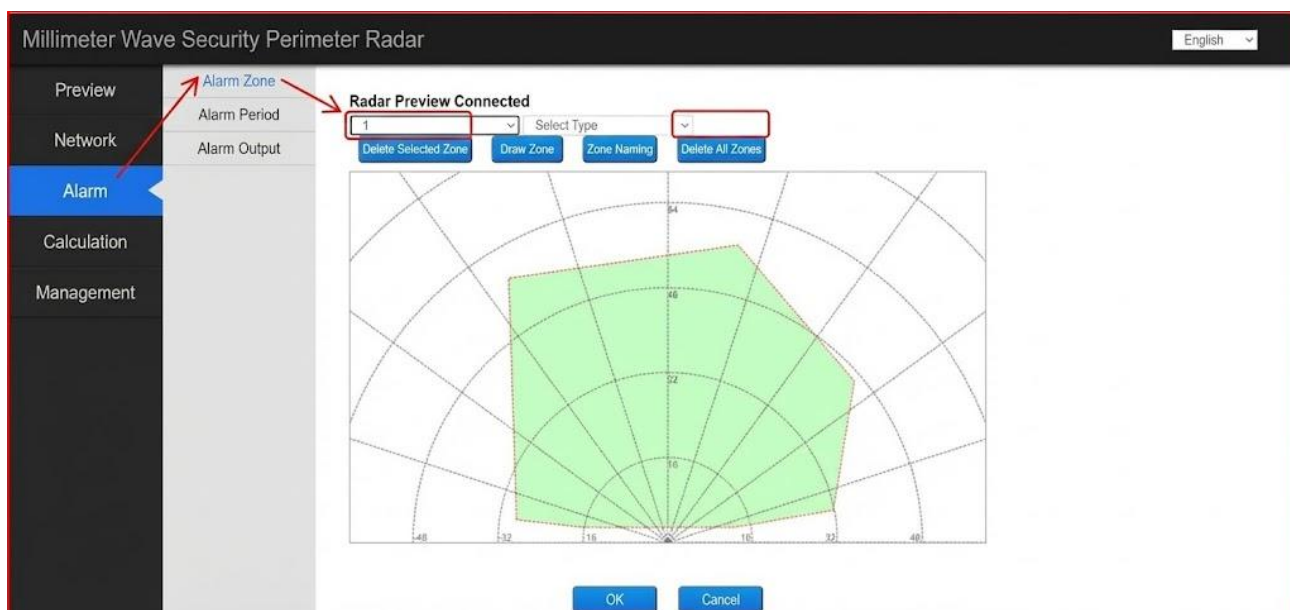 Millimeter Wave Security Perimeter Radar
English
Preview
Network
Alarm
Calculation
Management
Alarm Zone
Alarm Period
Alarm Output
Radar Preview Connected
1 Select Type
Delete Selected Zone Draw Zone Zone Naming Delete All Zones
64
48
32
16
-48 -32 -16 16 32 48
OK Cancel